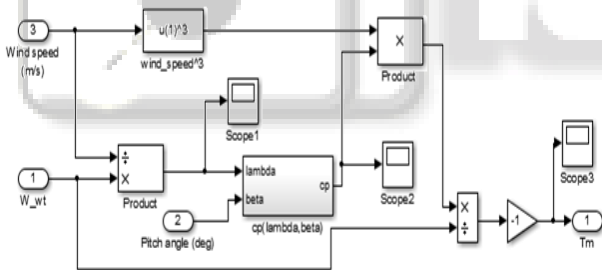 3
Wind speed
(m/s)
u(1)^3
wind_speed^3
×
Product
Scope1
÷
×
Product
1
W_wt
lambda
beta
cp
cp(lambda,beta)
2
Pitch angle (deg)
Scope2
×
÷
-1
Scope3
1
Tm